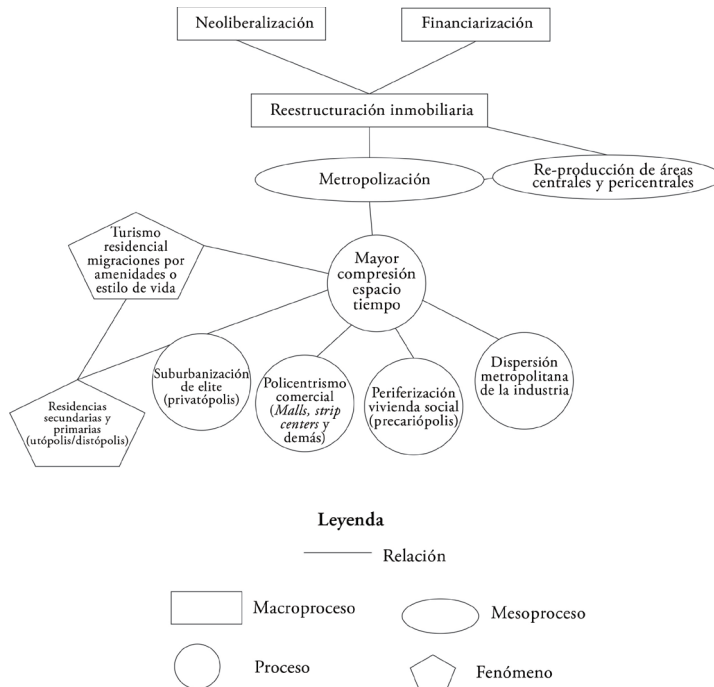 Neoliberalización
Financiarización
Reestructuración inmobiliaria
Metropolización
Re-producción de áreas
centrales y pericentrales
Turismo
residencial
migraciones por
amenidades o
estilo de vida
Mayor
compresión
espacio
tiempo
Residencias
secundarias y
primarias
(utópolis/distópolis)
Suburbanización
de elite
(privatópolis)
Policentrismo
comercial
(Malls, strip
centers y
demás)
Periferización
vivienda social
(precariópolis)
Dispersión
metropolitana
de la industria
Leyenda
Relación
Macroproceso
Mesoproceso
Proceso
Fenómeno